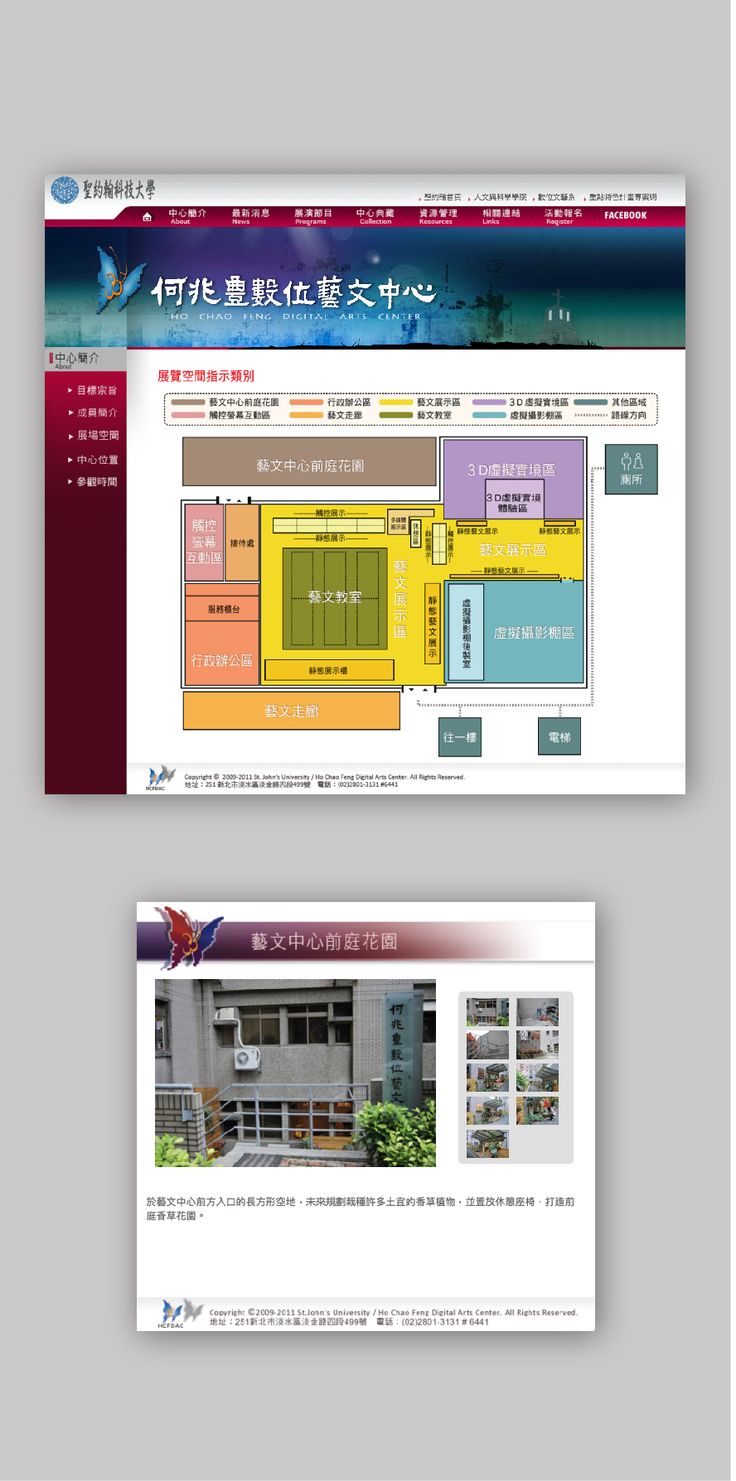 聖約翰科技大學
聖約翰首頁 人文與科學學院 數位文藝系 重點特色計畫專案網
中心簡介 最新消息 展演節目 中心典藏 資源管理 相關連結 活動報名 FACEBOOK
About News Programs Collection Resources Links Register
何兆豊數位藝文中心
HO CHAO FENG DIGITAL ARTS CENTER
中心簡介
About
目標宗旨
成員簡介
展場空間
中心位置
參觀時間
展覽空間指示類別
藝文中心前庭花園 行政辦公區 藝文展示區 3D虛擬實境區 其他區域
觸控螢幕互動區 藝文走廊 藝文教室 虛擬攝影棚區 路線方向
藝文中心前庭花園
3D虛擬實境區
3D虛擬實境
體驗區
廁所
觸控
螢幕
互動區
接待處
觸控展示
靜態展示
多媒體
展示區
休憩區
靜態展示
觸控展示
靜態藝文展示
靜態藝文展示
藝文展示區
靜態藝文展示
藝文教室
藝文展示區
靜態藝文展示
虛擬攝影棚後製室
虛擬攝影棚區
服務櫃台
行政辦公區
靜態展示櫃
藝文走廊
往一樓
電梯
HCFDAC
Copyright © 2009-2011 St. John's University / Ho Chao Feng Digital Arts Center. All Rights Reserved.
地址：251 新北市淡水區淡金路四段499號 電話：(02)2801-3131 #6441
藝文中心前庭花園
何兆豊數位藝文
於藝文中心前方入口的長方形空地，未來規劃栽種許多土宜的香草植物，並置放休憩座椅，打造前
庭香草花園。
HCFDAC
Copyright ©2009-2011 St.John's University / Ho Chao Feng Digital Arts Center. All Rights Reserved.
地址：251新北市淡水區淡金路四段499號 電話：(02)2801-3131 # 6441